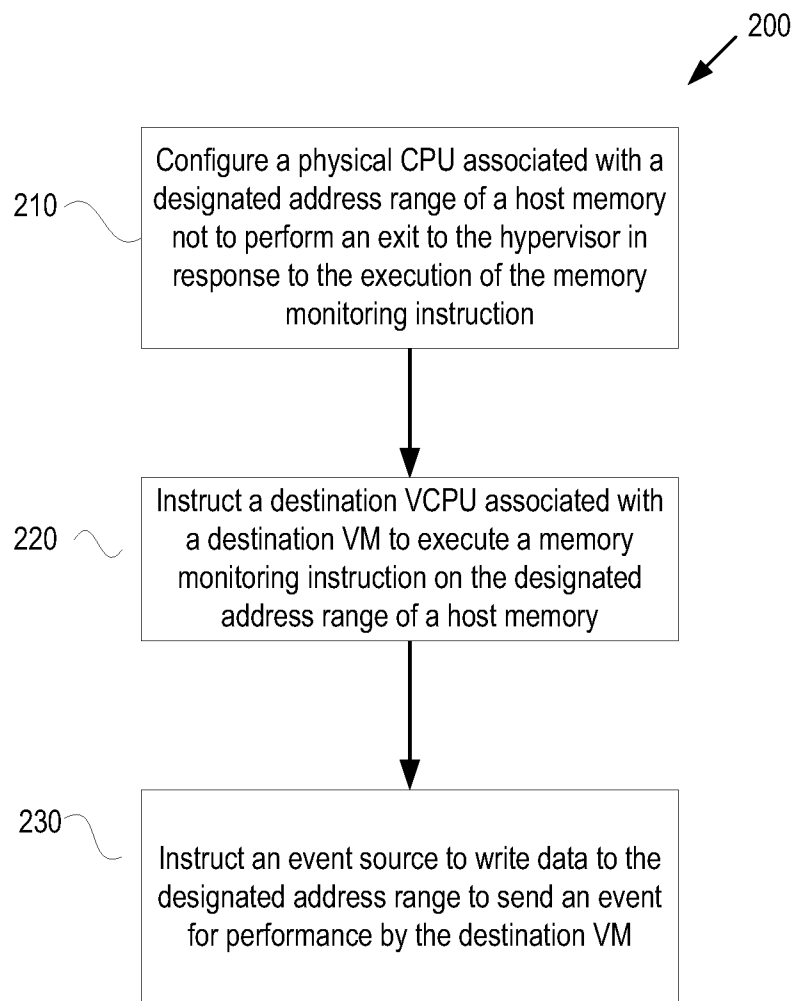 200
210
Configure a physical CPU associated with a
designated address range of a host memory
not to perform an exit to the hypervisor in
response to the execution of the memory
monitoring instruction
220
Instruct a destination VCPU associated with
a destination VM to execute a memory
monitoring instruction on the designated
address range of a host memory
230
Instruct an event source to write data to the
designated address range to send an event
for performance by the destination VM